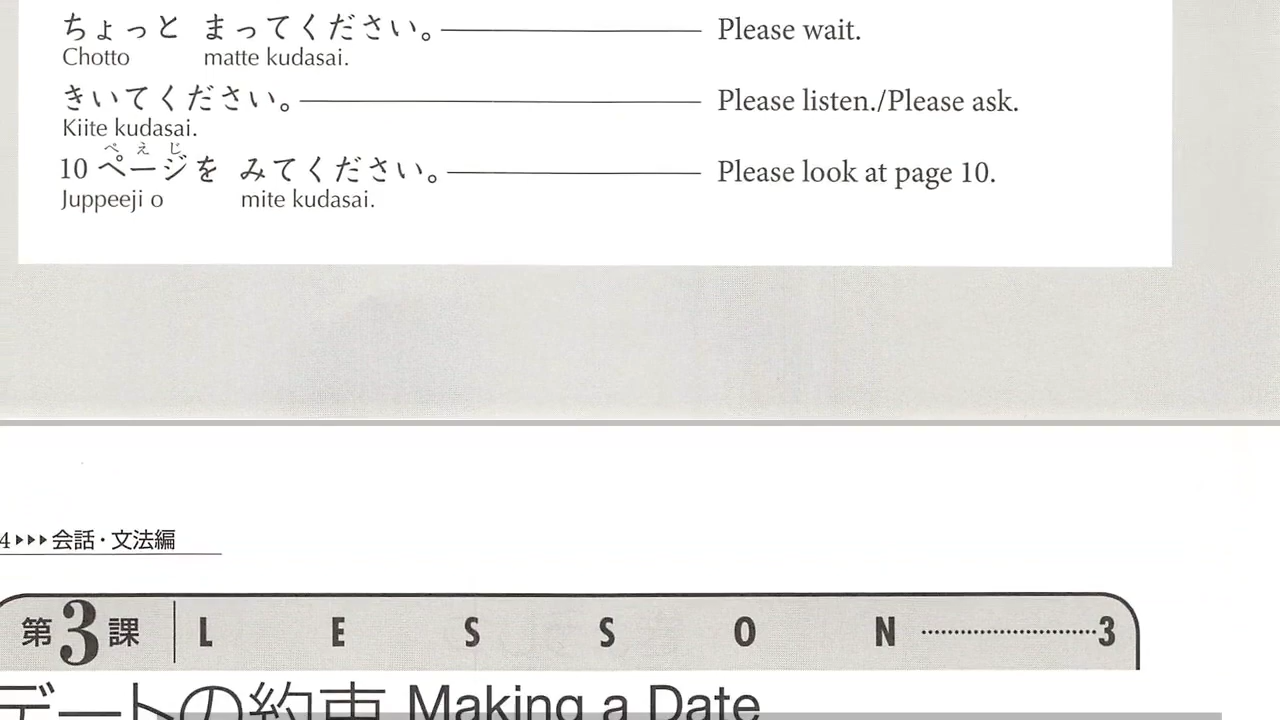 ちょっと まってください。 Please wait.
Chotto matte kudasai.
きいてください。 Please listen./Please ask.
Kiite kudasai.
ぺえじ
10 ページを みてください。 Please look at page 10.
Juppeeji o mite kudasai.
4▶▶▶会話・文法編
第3課 LESSON 3
デートの約束 Making a Date